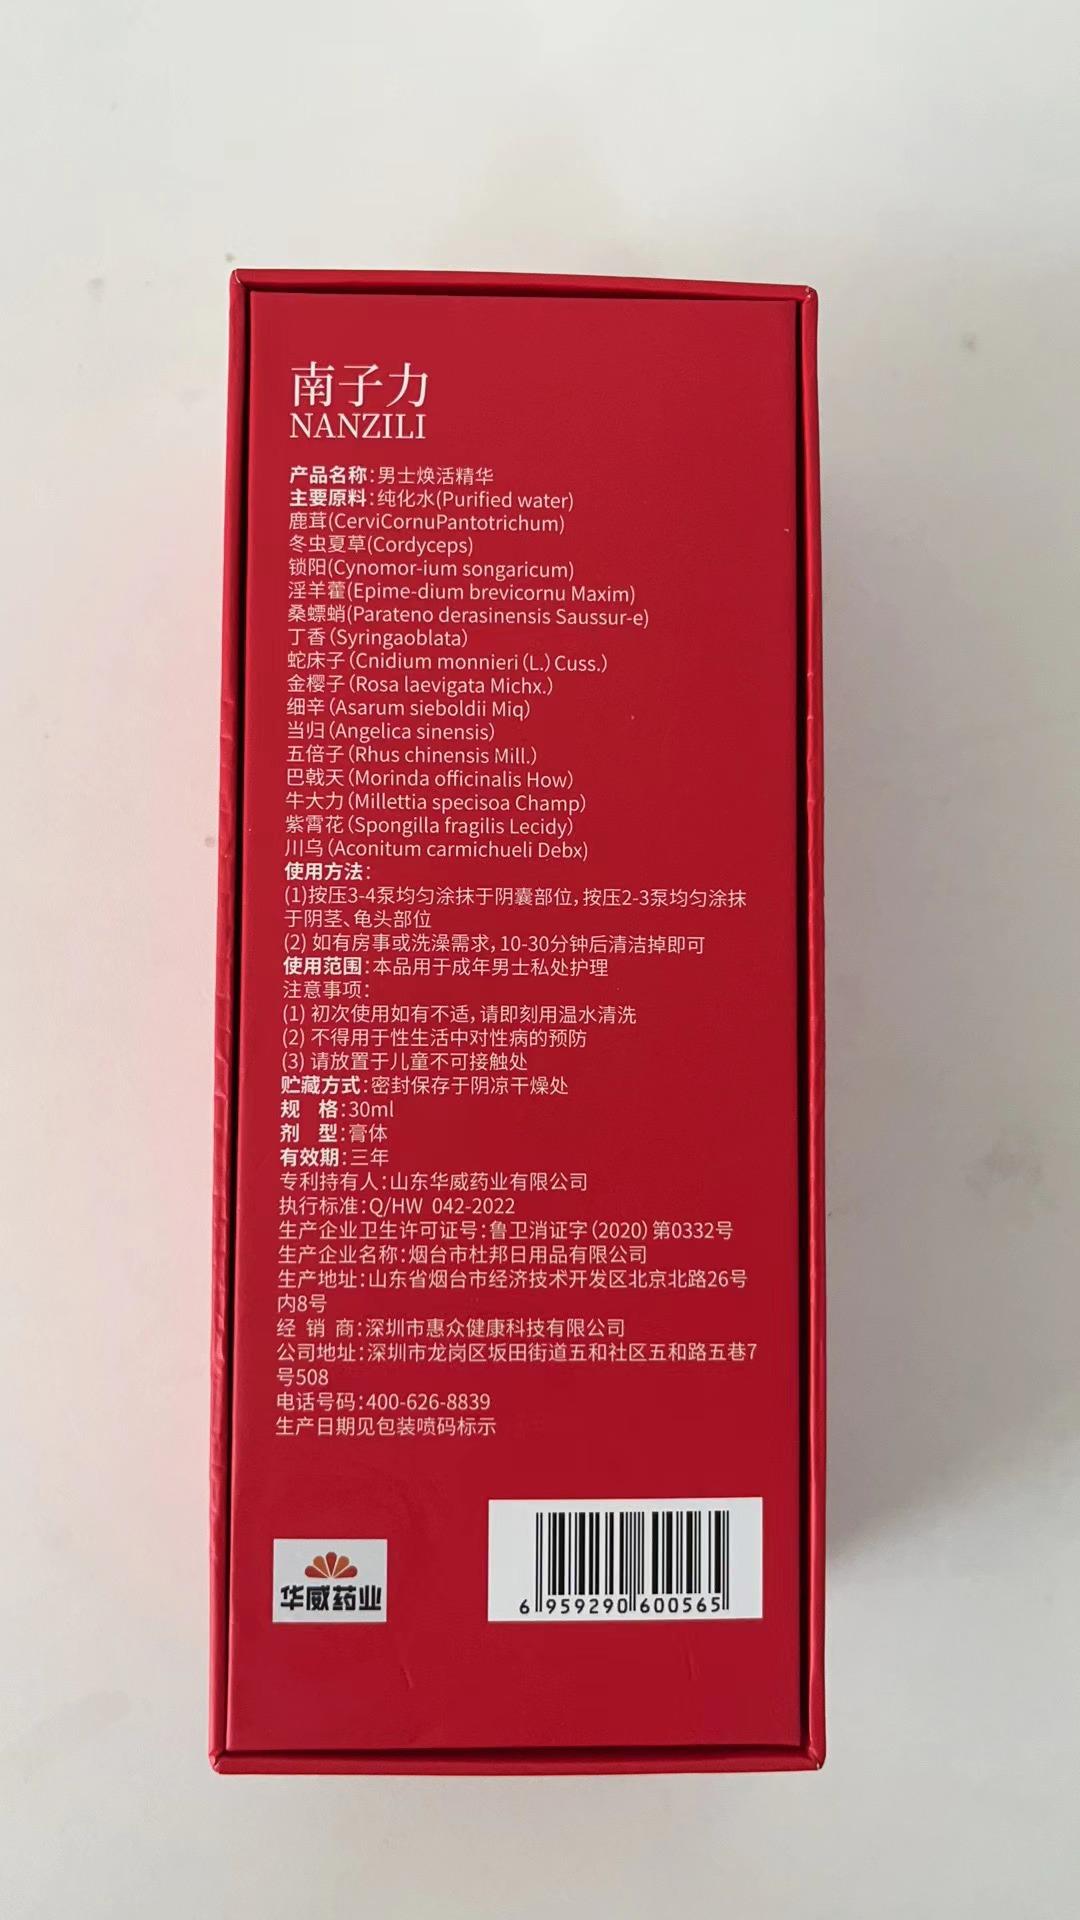 南子力
NANZILI
产品名称：男士焕活精华
主要原料：纯化水(Purified water)
鹿茸(CerviCornuPantotrichum)
冬虫夏草(Cordyceps)
锁阳(Cynomor-ium songaricum)
淫羊藿(Epime-dium brevicornu Maxim)
桑螵蛸(Parateno derasinensis Saussur-e)
丁香（Syringaoblata）
蛇床子（Cnidium monnieri（L.）Cuss.）
金樱子（Rosa laevigata Michx.）
细辛（Asarum sieboldii Miq）
当归（Angelica sinensis）
五倍子（Rhus chinensis Mill.）
巴戟天（Morinda officinalis How）
牛大力（Millettia specisoa Champ）
紫霄花（Spongilla fragilis Lecidy）
川乌（Aconitum carmichueli Debx）
使用方法：
(1)按压3-4泵均匀涂抹于阴囊部位，按压2-3泵均匀涂抹
于阴茎、龟头部位
(2) 如有房事或洗澡需求，10-30分钟后清洁掉即可
使用范围：本品用于成年男士私处护理
注意事项：
(1) 初次使用如有不适，请即刻用温水清洗
(2) 不得用于性生活中对性病的预防
(3) 请放置于儿童不可接触处
贮藏方式：密封保存于阴凉干燥处
规 格：30ml
剂 型：膏体
有效期：三年
专利持有人：山东华威药业有限公司
执行标准：Q/HW 042-2022
生产企业卫生许可证号：鲁卫消证字（2020）第0332号
生产企业名称：烟台市杜邦日用品有限公司
生产地址：山东省烟台市经济技术开发区北京北路26号
内8号
经 销 商：深圳市惠众健康科技有限公司
公司地址：深圳市龙岗区坂田街道五和社区五和路五巷7
号508
电话号码：400-626-8839
生产日期见包装喷码标示
华威药业
6 959290 600565